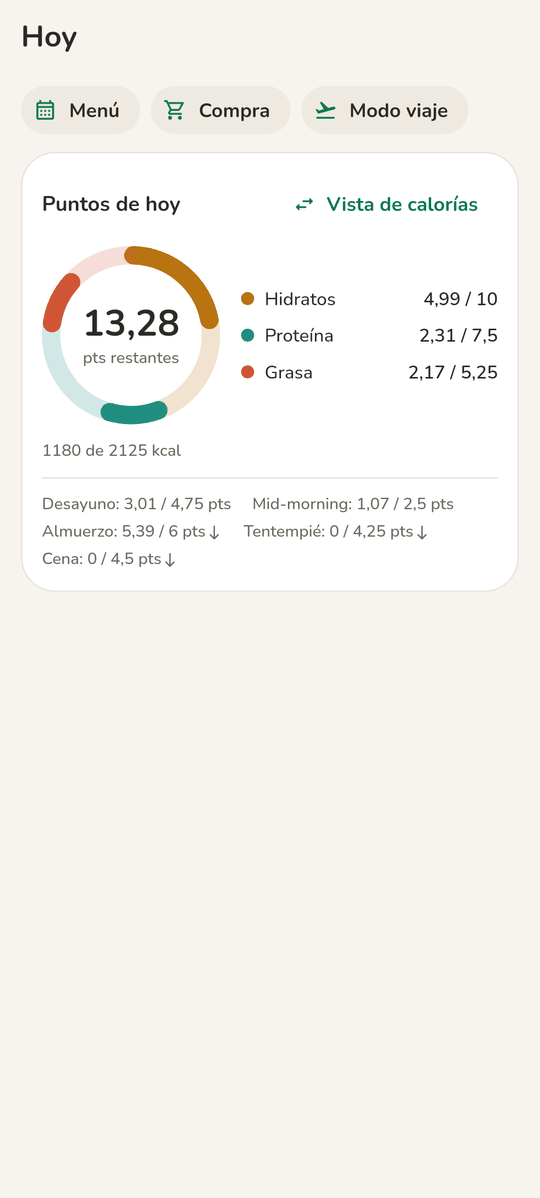 Hoy
Menú Compra Modo viaje
Puntos de hoy Vista de calorías
13,28
pts restantes
Hidratos 4,99 / 10
Proteína 2,31 / 7,5
Grasa 2,17 / 5,25
1180 de 2125 kcal
Desayuno: 3,01 / 4,75 pts Mid-morning: 1,07 / 2,5 pts
Almuerzo: 5,39 / 6 pts↓ Tentempié: 0 / 4,25 pts↓
Cena: 0 / 4,5 pts↓